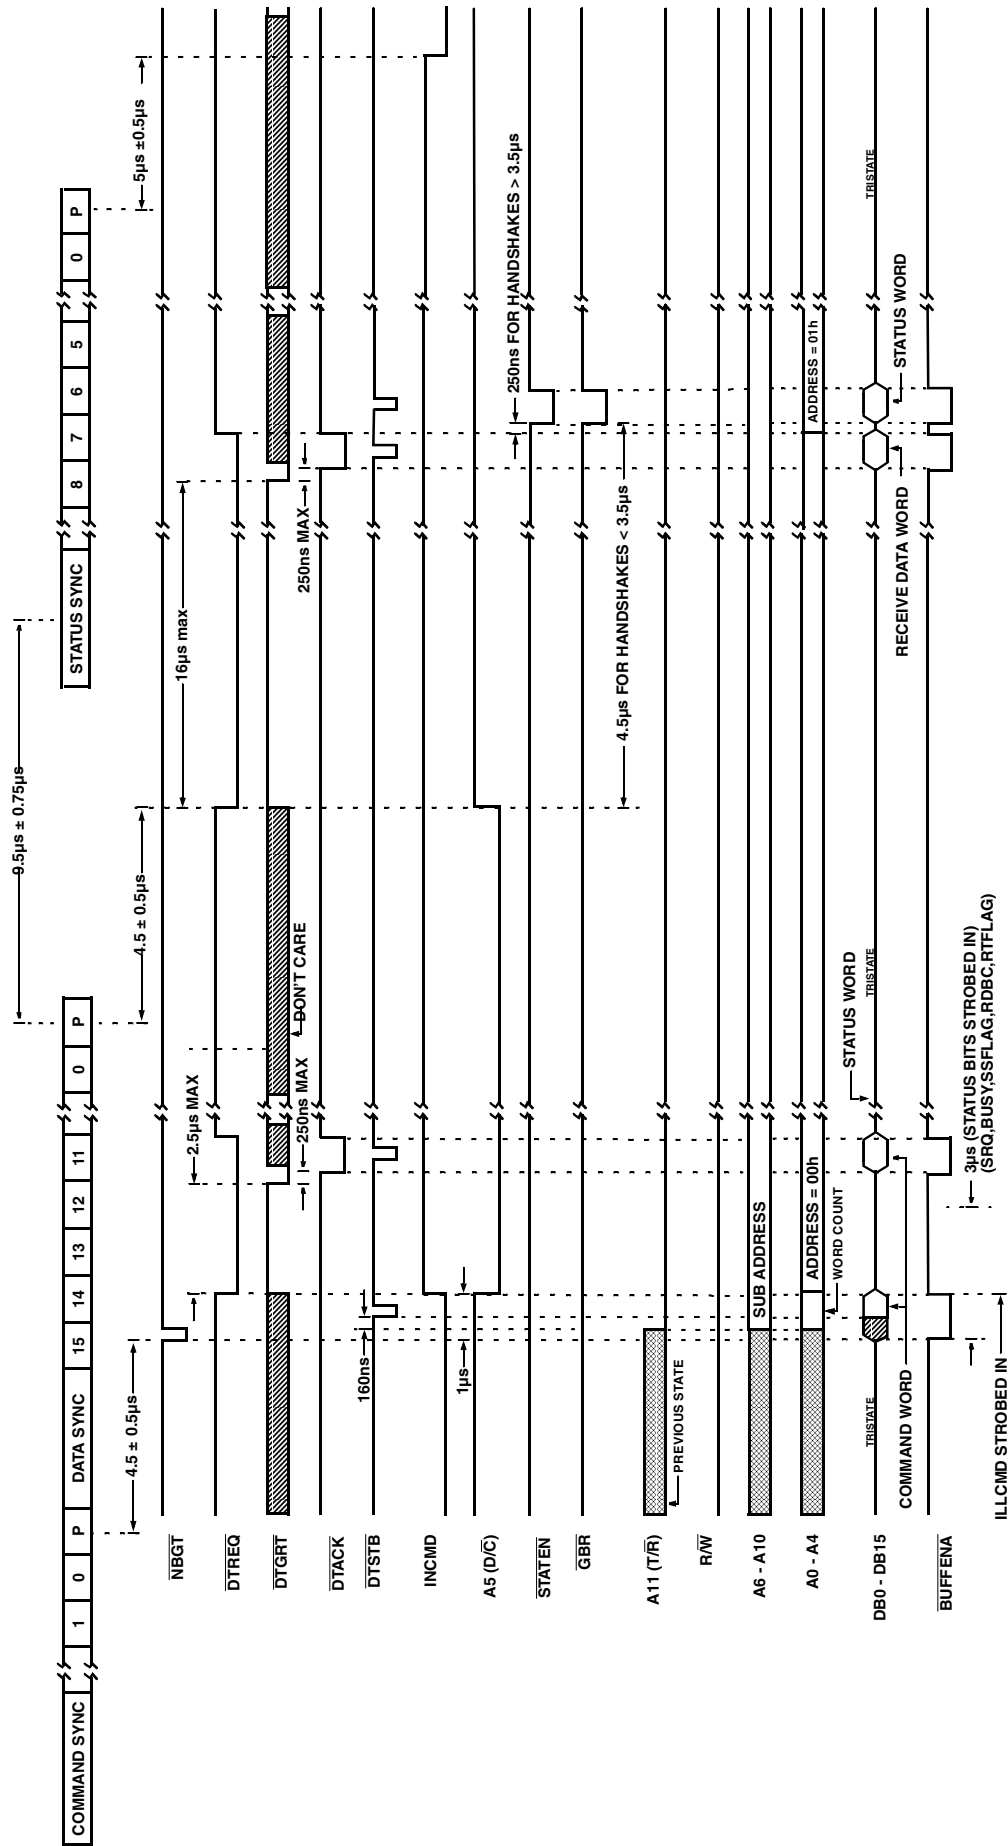 COMMAND SYNC 1 0 P DATA SYNC 15 14 13 12 11 0 P STATUS SYNC 8 7 6 5 0 P
9.5µs ± 0.75µs
4.5 ± 0.5µs
4.5 ± 0.5µs
5µs ±0.5µs
NBGT
2.5µs MAX
16µs max
DTREQ
DTGRT
DON'T CARE
250ns MAX
250ns MAX
DTACK
160ns
DTSTB
INCMD
1µs
A5 (D/C)
250ns FOR HANDSHAKES > 3.5µs
STATEN
GBR
4.5µs FOR HANDSHAKES < 3.5µs
A11 (T/R)
PREVIOUS STATE
R/W
A6 - A10
SUB ADDRESS
A0 - A4
ADDRESS = 00h
ADDRESS = 01h
WORD COUNT
STATUS WORD
DB0 - DB15
TRISTATE
TRISTATE
TRISTATE
COMMAND WORD
RECEIVE DATA WORD
STATUS WORD
BUFFENA
3µs (STATUS BITS STROBED IN)
(SRQ,BUSY,SSFLAG,RDBC,RTFLAG)
ILLCMD STROBED IN